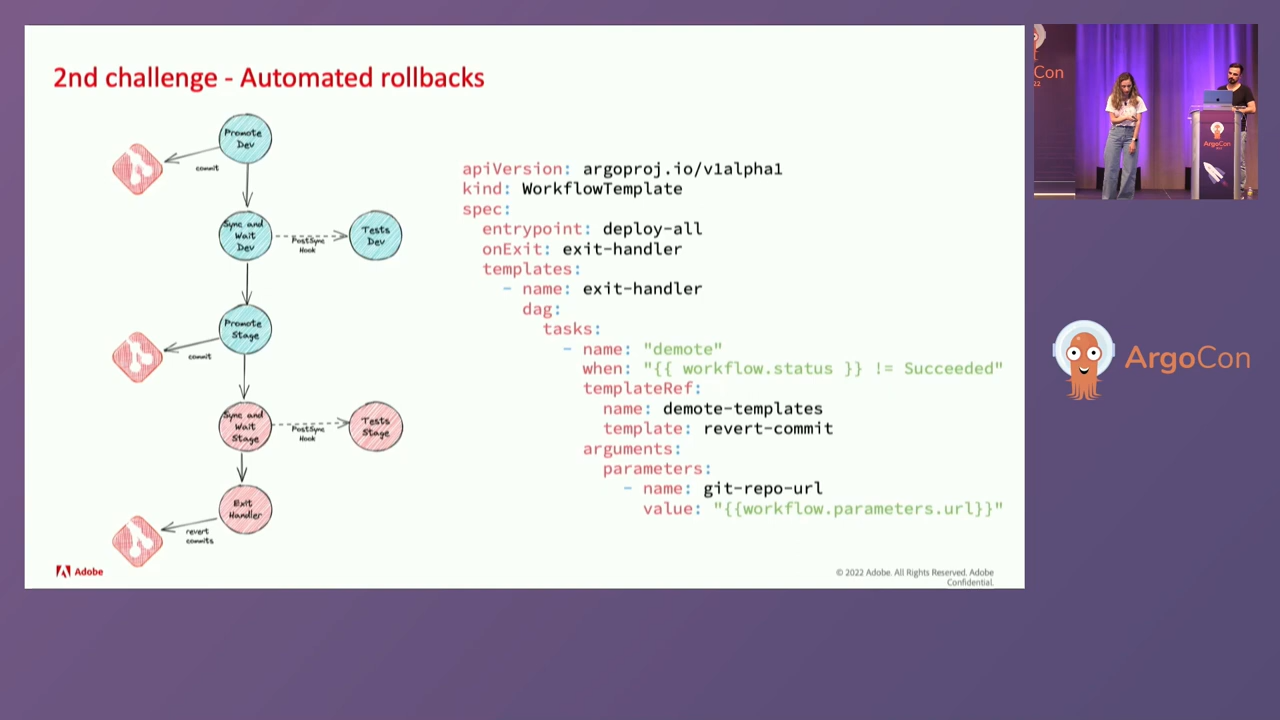 2nd challenge - Automated rollbacks
Promote
Dev
commit
Sync and
Wait
Dev
PostSync
Hook
Tests
Dev
Promote
Stage
commit
Sync and
Wait
Stage
PostSync
Hook
Tests
Stage
Exit
Handler
revert
commits
apiVersion: argoproj.io/v1alpha1
kind: WorkflowTemplate
spec:
entrypoint: deploy-all
onExit: exit-handler
templates:
- name: exit-handler
dag:
tasks:
- name: "demote"
when: "{{ workflow.status }} != Succeeded"
templateRef:
name: demote-templates
template: revert-commit
arguments:
parameters:
- name: git-repo-url
value: "{{workflow.parameters.url}}"
Adobe
© 2022 Adobe. All Rights Reserved. Adobe
Confidential.
Con
ArgoCon
ArgoCon